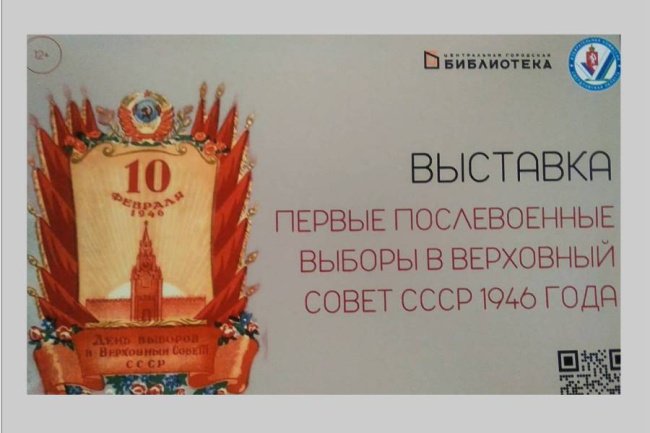 12+
ЦЕНТРАЛЬНАЯ ГОРОДСКАЯ
БИБЛИОТЕКА
ВЫСТАВКА
ПЕРВЫЕ ПОСЛЕВОЕННЫЕ
ВЫБОРЫ В ВЕРХОВНЫЙ
СОВЕТ СССР 1946 ГОДА
10
ФЕВРАЛЯ
1946
ДЕНЬ ВЫБОРОВ
В ВЕРХОВНЫЙ СОВЕТ
СССР